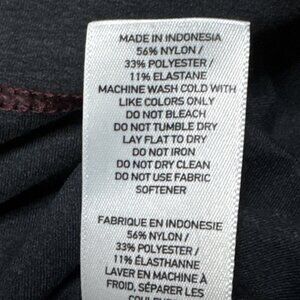 MADE IN INDONESIA
56% NYLON /
33% POLYESTER /
11% ELASTANE
MACHINE WASH COLD WITH
LIKE COLORS ONLY
DO NOT BLEACH
DO NOT TUMBLE DRY
LAY FLAT TO DRY
DO NOT IRON
DO NOT DRY CLEAN
DO NOT USE FABRIC
SOFTENER
FABRIQUE EN INDONESIE
56% NYLON /
33% POLYESTER /
11% ÉLASTHANNE
LAVER EN MACHINE À
FROID, SÉPARER LES